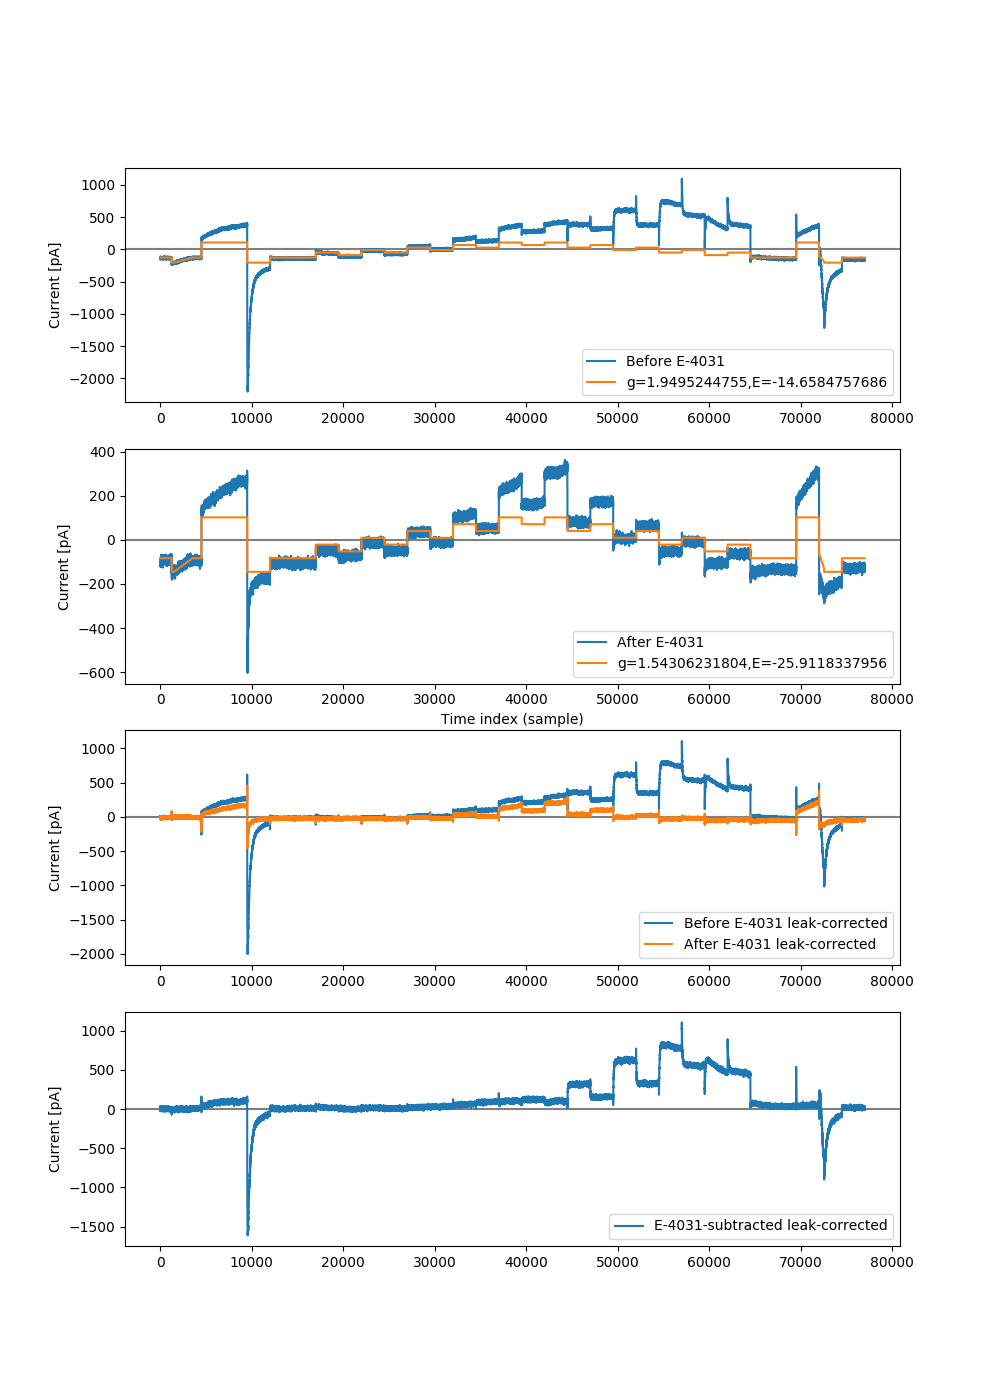 1000
500
0
−500
−1000
−1500
−2000
Current [pA]
Before E-4031
g=1.9495244755,E=-14.6584757686
0 10000 20000 30000 40000 50000 60000 70000 80000
400
200
0
−200
−400
−600
Current [pA]
After E-4031
g=1.54306231804,E=-25.9118337956
0 10000 20000 30000 40000 50000 60000 70000 80000
Time index (sample)
1000
500
0
−500
−1000
−1500
−2000
Current [pA]
Before E-4031 leak-corrected
After E-4031 leak-corrected
0 10000 20000 30000 40000 50000 60000 70000 80000
1000
500
0
−500
−1000
−1500
Current [pA]
E-4031-subtracted leak-corrected
0 10000 20000 30000 40000 50000 60000 70000 80000